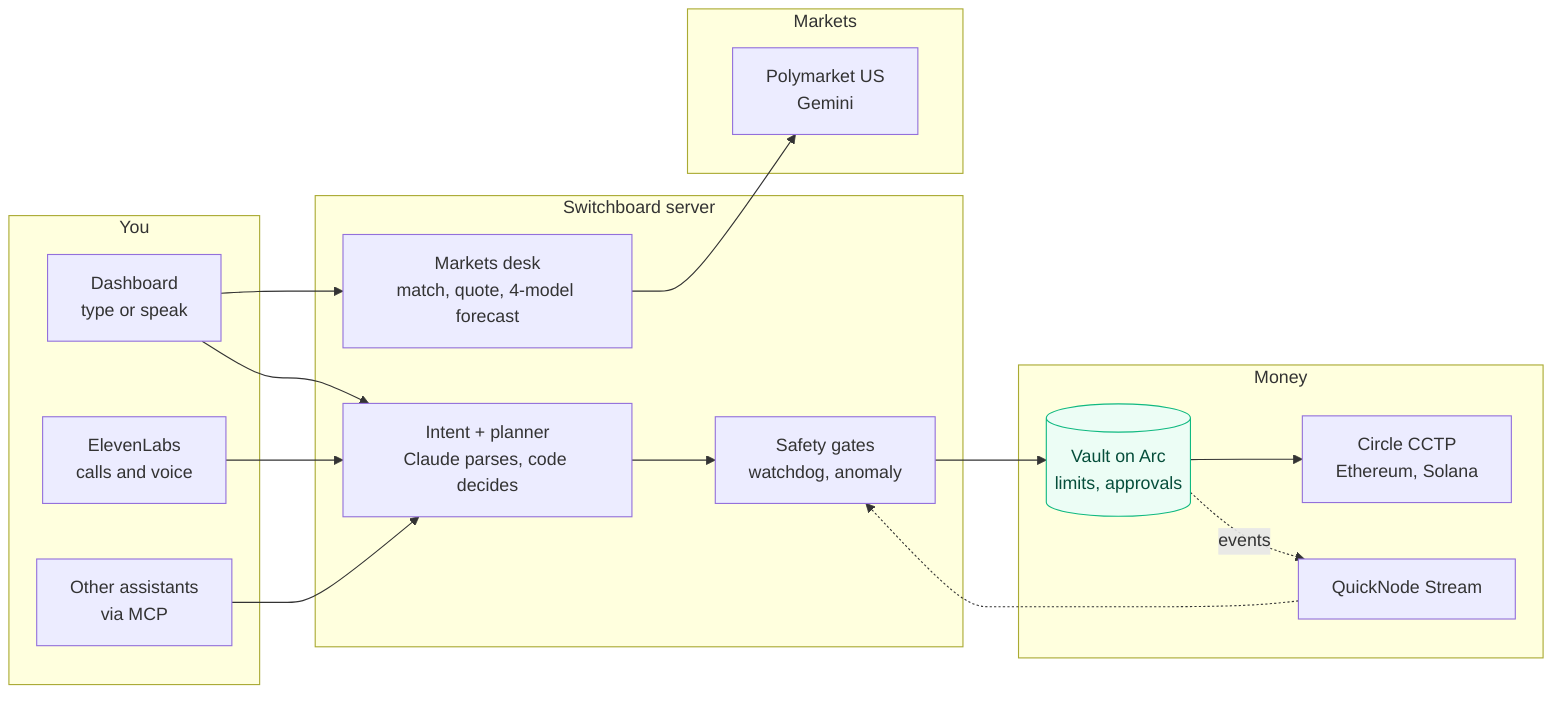 Markets
Polymarket US
Gemini
Switchboard server
You
Dashboard
type or speak
Markets desk
match, quote, 4-model
forecast
ElevenLabs
calls and voice
Intent + planner
Claude parses, code
decides
Safety gates
watchdog, anomaly
Other assistants
via MCP
Money
Vault on Arc
limits, approvals
Circle CCTP
Ethereum, Solana
events
QuickNode Stream